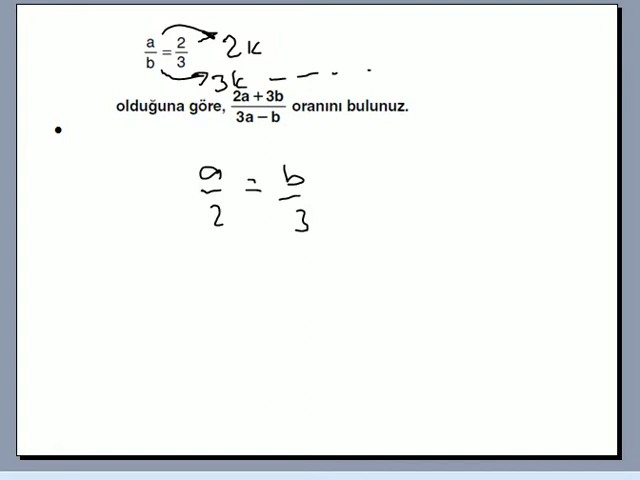 a/b = 2/3 2k
3k
olduğuna göre, 2a + 3b / 3a – b oranını bulunuz.
a/2 = b/3